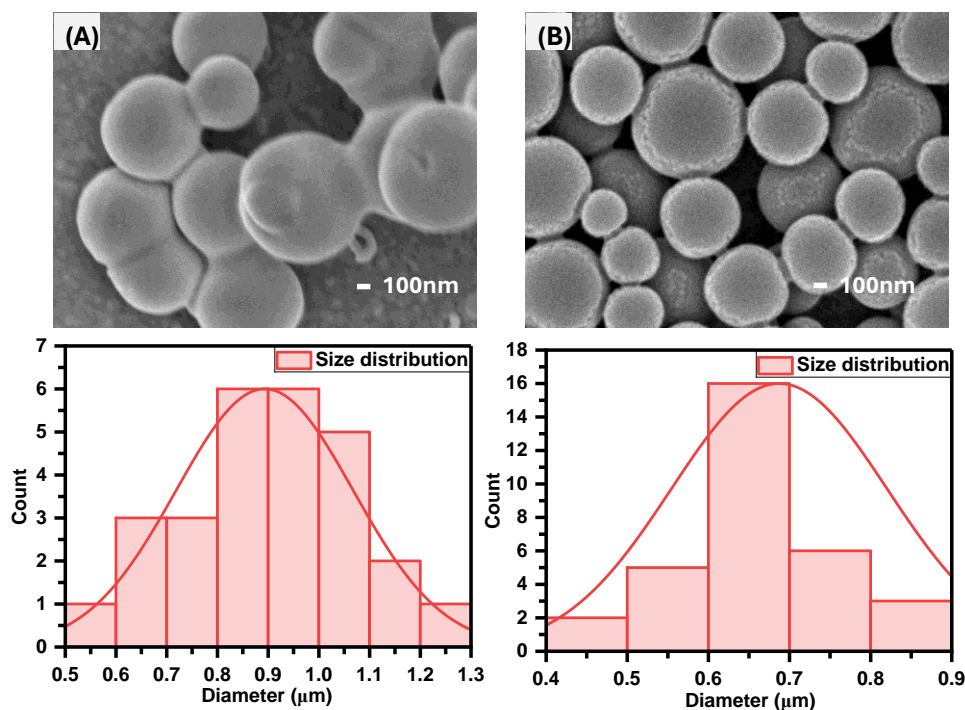 (A)
100nm
(B)
100nm
Size distribution
7
6
5
4
3
2
1
0
Count
0.5 0.6 0.7 0.8 0.9 1.0 1.1 1.2 1.3
Diameter (μm)
Size distribution
18
16
14
12
10
8
6
4
2
0
Count
0.4 0.5 0.6 0.7 0.8 0.9
Diameter (μm)